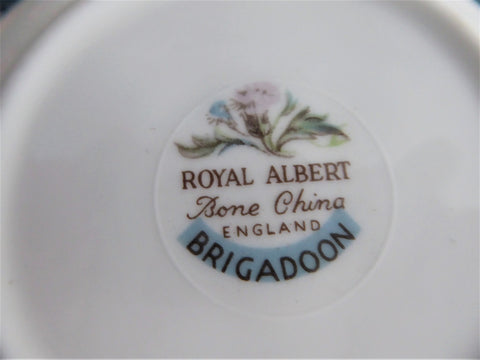 ROYAL ALBERT
Bone China
ENGLAND
BRIGADOON